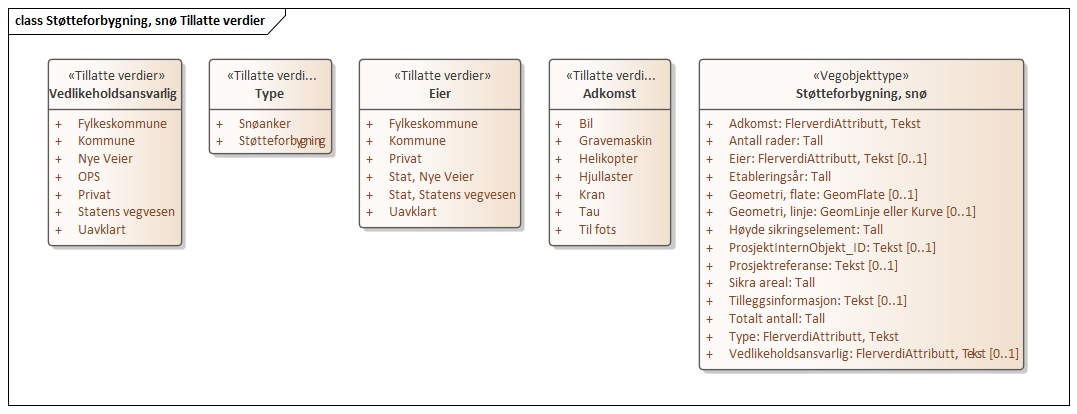 class Støtteforbygning, snø Tillatte verdier
«Tillatte verdier»
Vedlikeholdsansvarlig
+ Fylkeskommune
+ Kommune
+ Nye Veier
+ OPS
+ Privat
+ Statens vegvesen
+ Uavklart
«Tillatte verdi...
Type
+ Snøanker
+ Støtteforbygning
«Tillatte verdier»
Eier
+ Fylkeskommune
+ Kommune
+ Privat
+ Stat, Nye Veier
+ Stat, Statens vegvesen
+ Uavklart
«Tillatte verdi...
Adkomst
+ Bil
+ Gravemaskin
+ Helikopter
+ Hjullaster
+ Kran
+ Tau
+ Til fots
«Vegobjekttype»
Støtteforbygning, snø
+ Adkomst: FlerverdiAttributt, Tekst
+ Antall rader: Tall
+ Eier: FlerverdiAttributt, Tekst [0..1]
+ Etableringsår: Tall
+ Geometri, flate: GeomFlate [0..1]
+ Geometri, linje: GeomLinje eller Kurve [0..1]
+ Høyde sikringselement: Tall
+ ProsjektInternObjekt_ID: Tekst [0..1]
+ Prosjektreferanse: Tekst [0..1]
+ Sikra areal: Tall
+ Tilleggsinformasjon: Tekst [0..1]
+ Totalt antall: Tall
+ Type: FlerverdiAttributt, Tekst
+ Vedlikeholdsansvarlig: FlerverdiAttributt, Tekst [0..1]